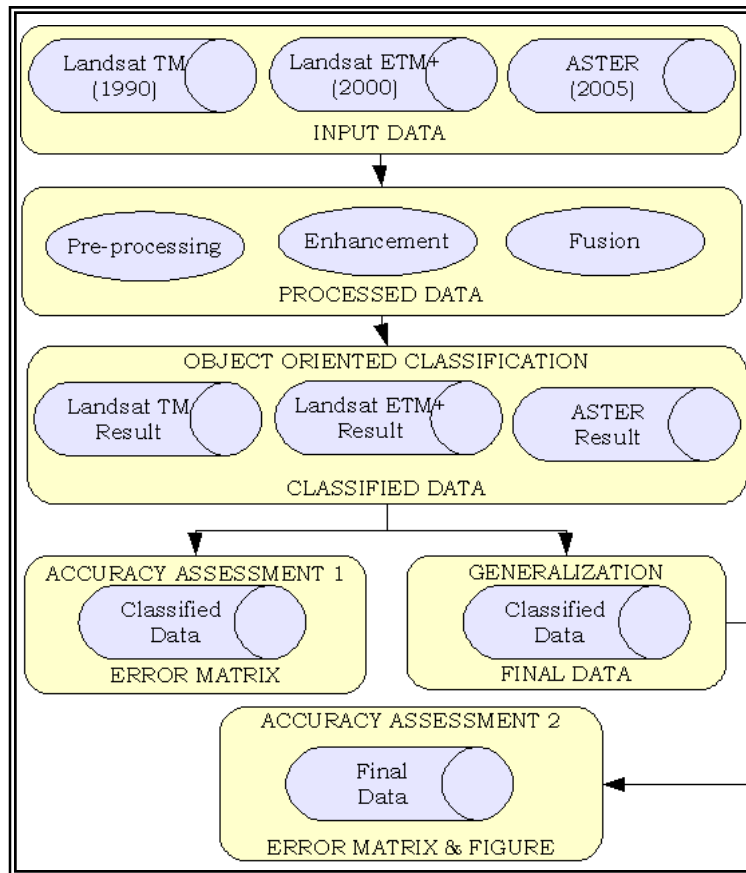 Landsat TM
(1990)
Landsat ETM+
(2000)
ASTER
(2005)
INPUT DATA
Pre-processing
Enhancement
Fusion
PROCESSED DATA
OBJECT ORIENTED CLASSIFICATION
Landsat TM
Result
Landsat ETM+
Result
ASTER
Result
CLASSIFIED DATA
ACCURACY ASSESSMENT 1
Classified
Data
ERROR MATRIX
GENERALIZATION
Classified
Data
FINAL DATA
ACCURACY ASSESSMENT 2
Final
Data
ERROR MATRIX & FIGURE